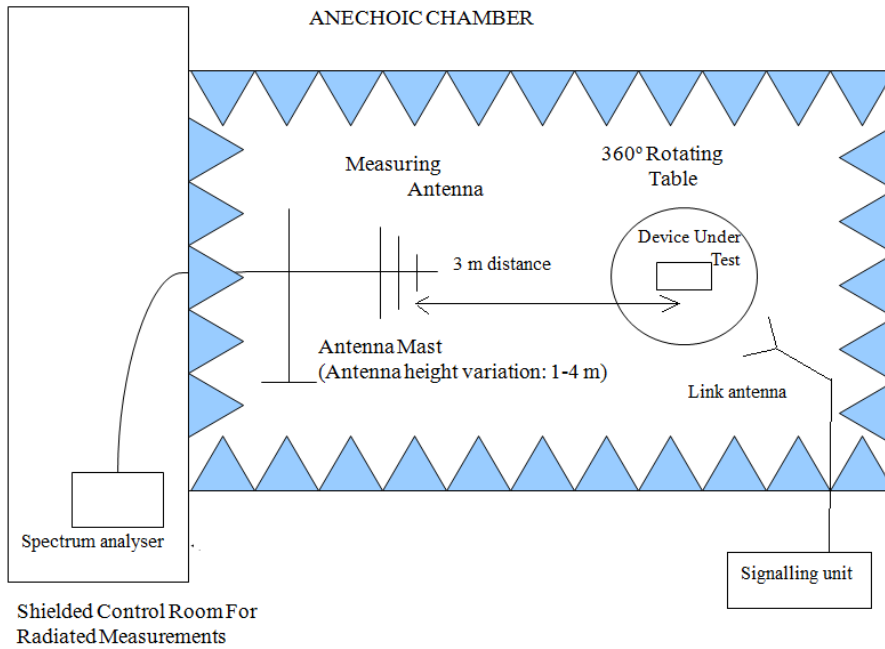 ANECHOIC CHAMBER
Measuring
Antenna
360º Rotating
Table
Device Under
Test
3 m distance
Antenna Mast
(Antenna height variation: 1-4 m)
Link antenna
Spectrum analyser
Signalling unit
Shielded Control Room For
Radiated Measurements